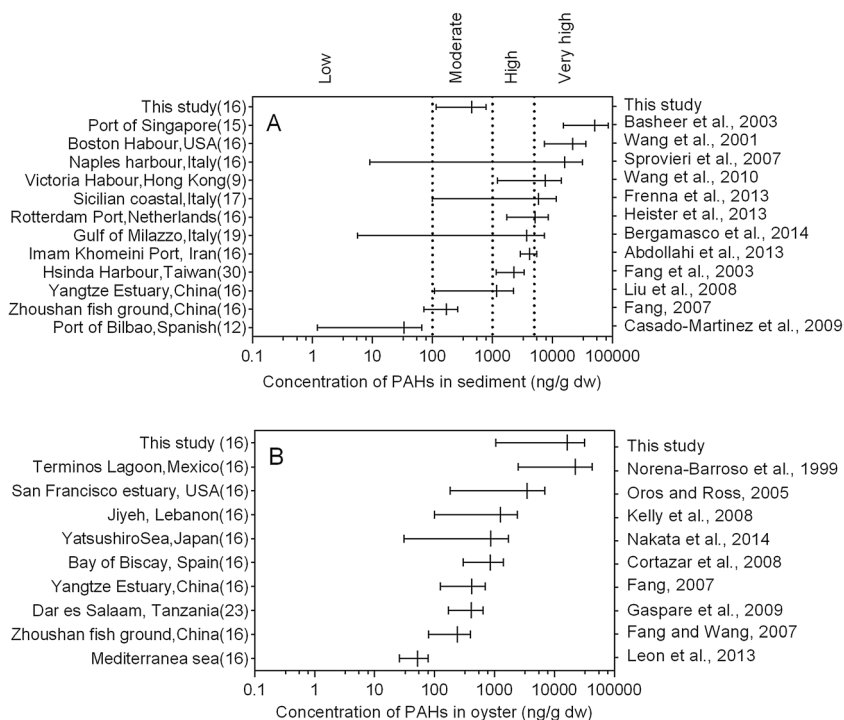 Low Moderate High Very high
A
This study(16) This study
Port of Singapore(15) Basheer et al., 2003
Boston Habour,USA(16) Wang et al., 2001
Naples harbour,Italy(16) Sprovieri et al., 2007
Victoria Habour,Hong Kong(9) Wang et al., 2010
Sicilian coastal,Italy(17) Frenna et al., 2013
Rotterdam Port,Netherlands(16) Heister et al., 2013
Gulf of Milazzo,Italy(19) Bergamasco et al., 2014
Imam Khomeini Port, Iran(16) Abdollahi et al., 2013
Hsinda Harbour,Taiwan(30) Fang et al., 2003
Yangtze Estuary,China(16) Liu et al., 2008
Zhoushan fish ground,China(16) Fang, 2007
Port of Bilbao,Spanish(12) Casado-Martinez et al., 2009
0.1 1 10 100 1000 10000 100000
Concentration of PAHs in sediment (ng/g dw)
B
This study (16) This study
Terminos Lagoon,Mexico(16) Norena-Barroso et al., 1999
San Francisco estuary, USA(16) Oros and Ross, 2005
Jiyeh, Lebanon(16) Kelly et al., 2008
YatsushiroSea,Japan(16) Nakata et al., 2014
Bay of Biscay, Spain(16) Cortazar et al., 2008
Yangtze Estuary,China(16) Fang, 2007
Dar es Salaam, Tanzania(23) Gaspare et al., 2009
Zhoushan fish ground,China(16) Fang and Wang, 2007
Mediterranea sea(16) Leon et al., 2013
0.1 1 10 100 1000 10000 100000
Concentration of PAHs in oyster (ng/g dw)